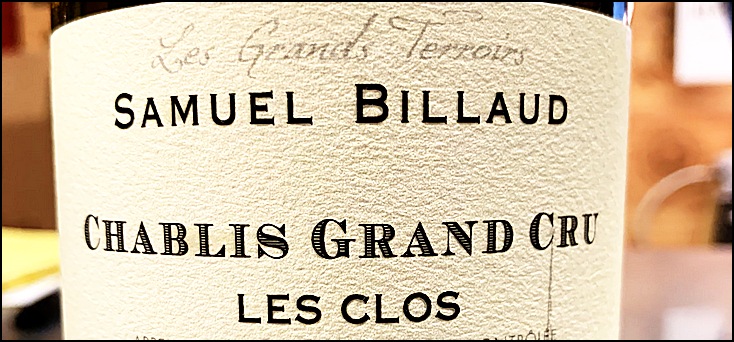 Les Grands Terroirs
SAMUEL BILLAUD
CHABLIS GRAND CRU
LES CLOS